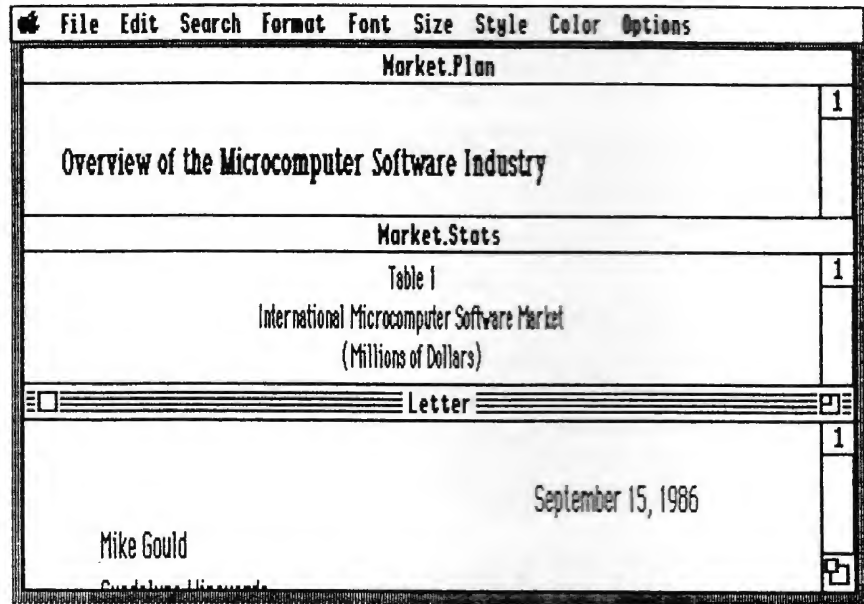 File Edit Search Format Font Size Style Color Options
Market.Plan
1
Overview of the Microcomputer Software Industry
Market.Stats
1
Table 1
International Microcomputer Software Market
(Millions of Dollars)
Letter
1
September 15, 1986
Mike Gould